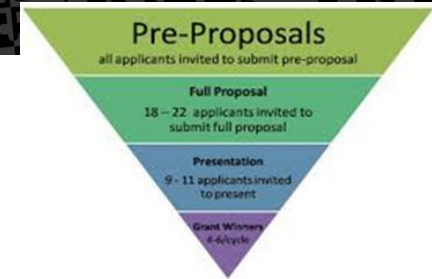 Pre-Proposals
all applicants invited to submit pre-proposal
Full Proposal
18 – 22 applicants invited to
submit full proposal
Presentation
9 - 11 applicants invited
to present
Grant Winners
4-6/cycle